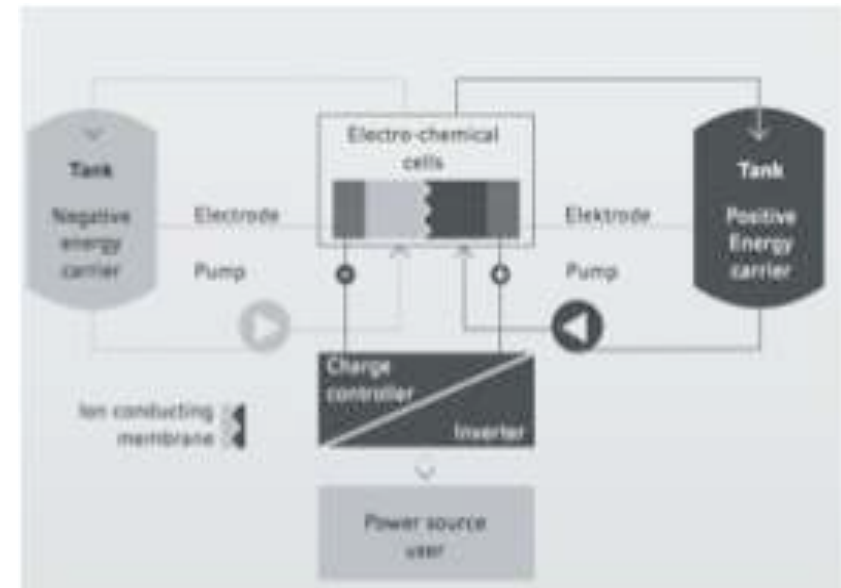 Electro-chemical
cells
Tank
Negative
energy
carrier
Electrode
Pump
Elektrode
Pump
Tank
Positive
Energy
carrier
Charge
controller
Inverter
Ion conducting
membrane
Power source
user